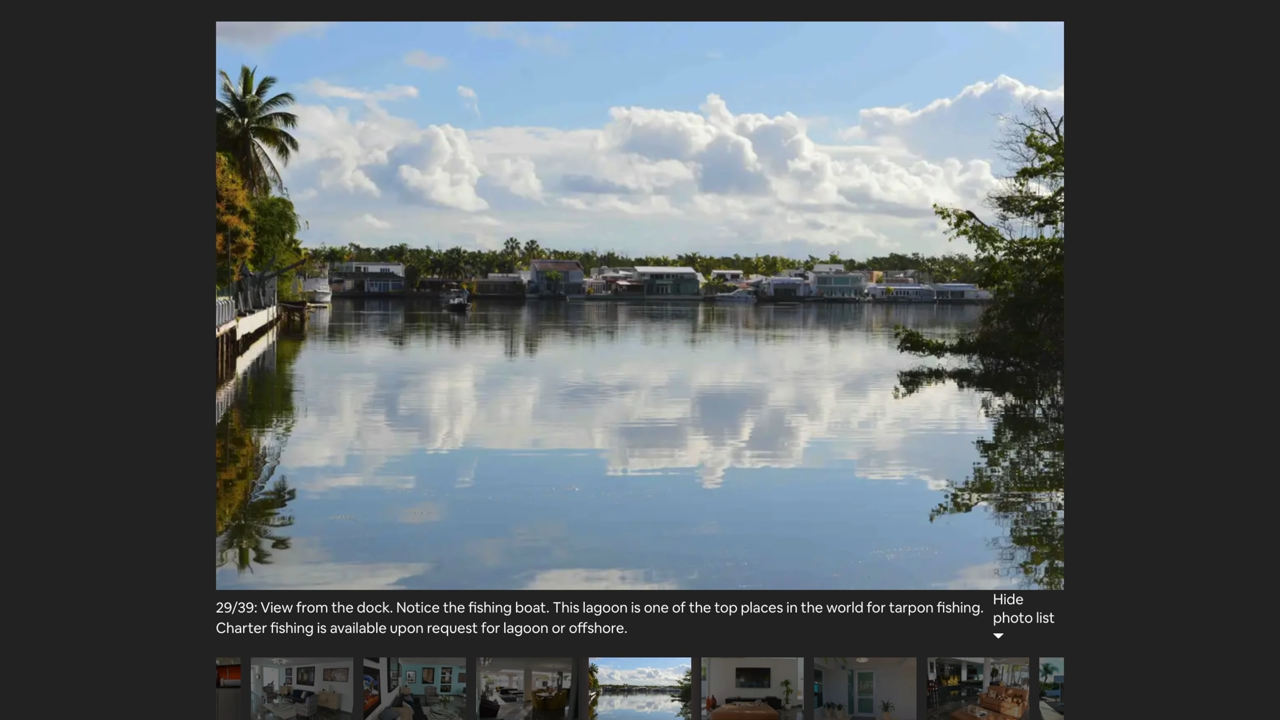 29/39: View from the dock. Notice the fishing boat. This lagoon is one of the top places in the world for tarpon fishing.
Charter fishing is available upon request for lagoon or offshore.
Hide
photo list